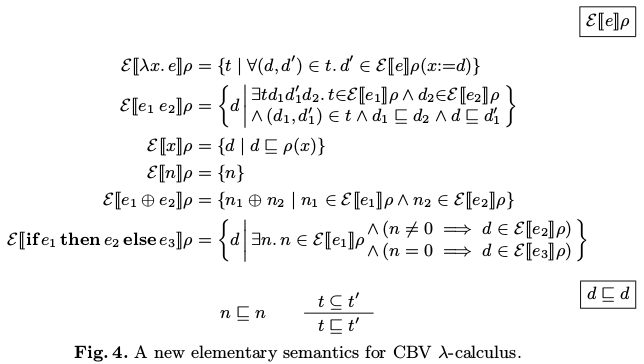 ℰ⟦e⟧ρ
ℰ⟦λx. e⟧ρ = {t | ∀(d, d′) ∈ t. d′ ∈ ℰ⟦e⟧ρ(x:=d)}
ℰ⟦e₁ e₂⟧ρ = { d | ∃td₁d′₁d₂. t∈ℰ⟦e₁⟧ρ ∧ d₂∈ℰ⟦e₂⟧ρ
∧ (d₁, d′₁) ∈ t ∧ d₁ ⊑ d₂ ∧ d ⊑ d′₁ }
ℰ⟦x⟧ρ = {d | d ⊑ ρ(x)}
ℰ⟦n⟧ρ = {n}
ℰ⟦e₁ ⊕ e₂⟧ρ = {n₁ ⊕ n₂ | n₁ ∈ ℰ⟦e₁⟧ρ ∧ n₂ ∈ ℰ⟦e₂⟧ρ}
ℰ⟦if e₁ then e₂ else e₃⟧ρ = { d | ∃n. n ∈ ℰ⟦e₁⟧ρ ∧ (n ≠ 0 ⟹ d ∈ ℰ⟦e₂⟧ρ)
∧ (n = 0 ⟹ d ∈ ℰ⟦e₃⟧ρ) }
d ⊑ d
n ⊑ n
t ⊆ t′
t ⊑ t′
Fig. 4. A new elementary semantics for CBV λ-calculus.